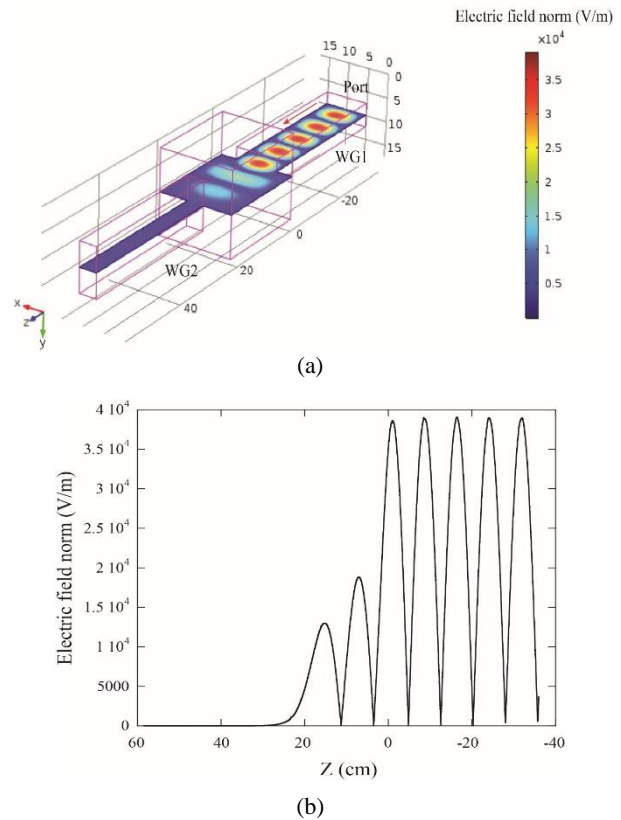 Electric field norm (V/m)
×10⁴
15 10 5 0
0
5
10
15
Port
WG1
-20
0
20
WG2
40
x
z
y
3.5
3
2.5
2
1.5
1
0.5
(a)
4 10⁴
3.5 10⁴
3 10⁴
2.5 10⁴
2 10⁴
1.5 10⁴
1 10⁴
5000
0
Electric field norm (V/m)
60 40 20 0 -20 -40
Z (cm)
(b)